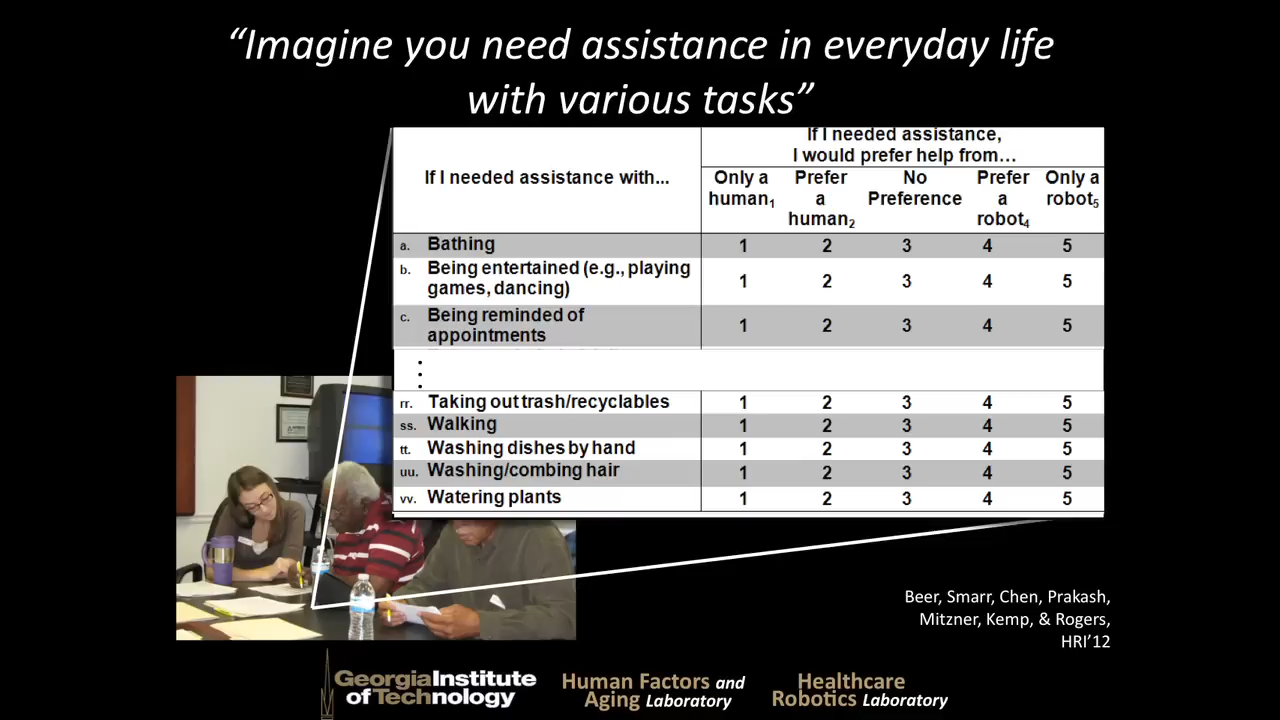 “Imagine you need assistance in everyday life
with various tasks”
If I needed assistance with...
If I needed assistance,
I would prefer help from…
Only a human1
Prefer a human2
No Preference
Prefer a robot4
Only a robot5
a. Bathing 1 2 3 4 5
b. Being entertained (e.g., playing games, dancing) 1 2 3 4 5
c. Being reminded of appointments 1 2 3 4 5
rr. Taking out trash/recyclables 1 2 3 4 5
ss. Walking 1 2 3 4 5
tt. Washing dishes by hand 1 2 3 4 5
uu. Washing/combing hair 1 2 3 4 5
vv. Watering plants 1 2 3 4 5
Beer, Smarr, Chen, Prakash,
Mitzner, Kemp, & Rogers,
HRI’12
Georgia Institute
of Technology
Human Factors and
Aging Laboratory
Healthcare
Robotics Laboratory